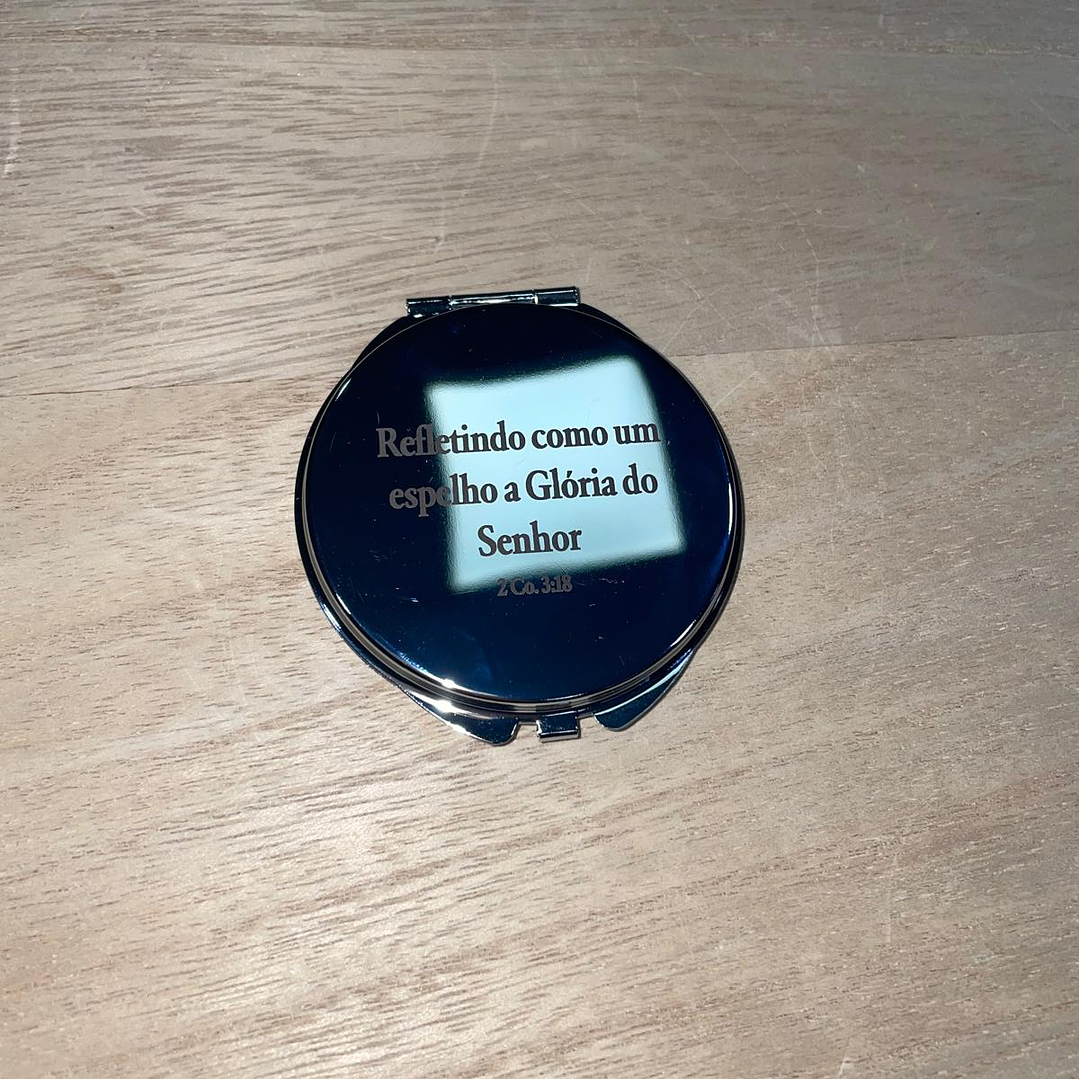 Refletindo como um
espelho a Glória do
Senhor
2 Co. 3:18